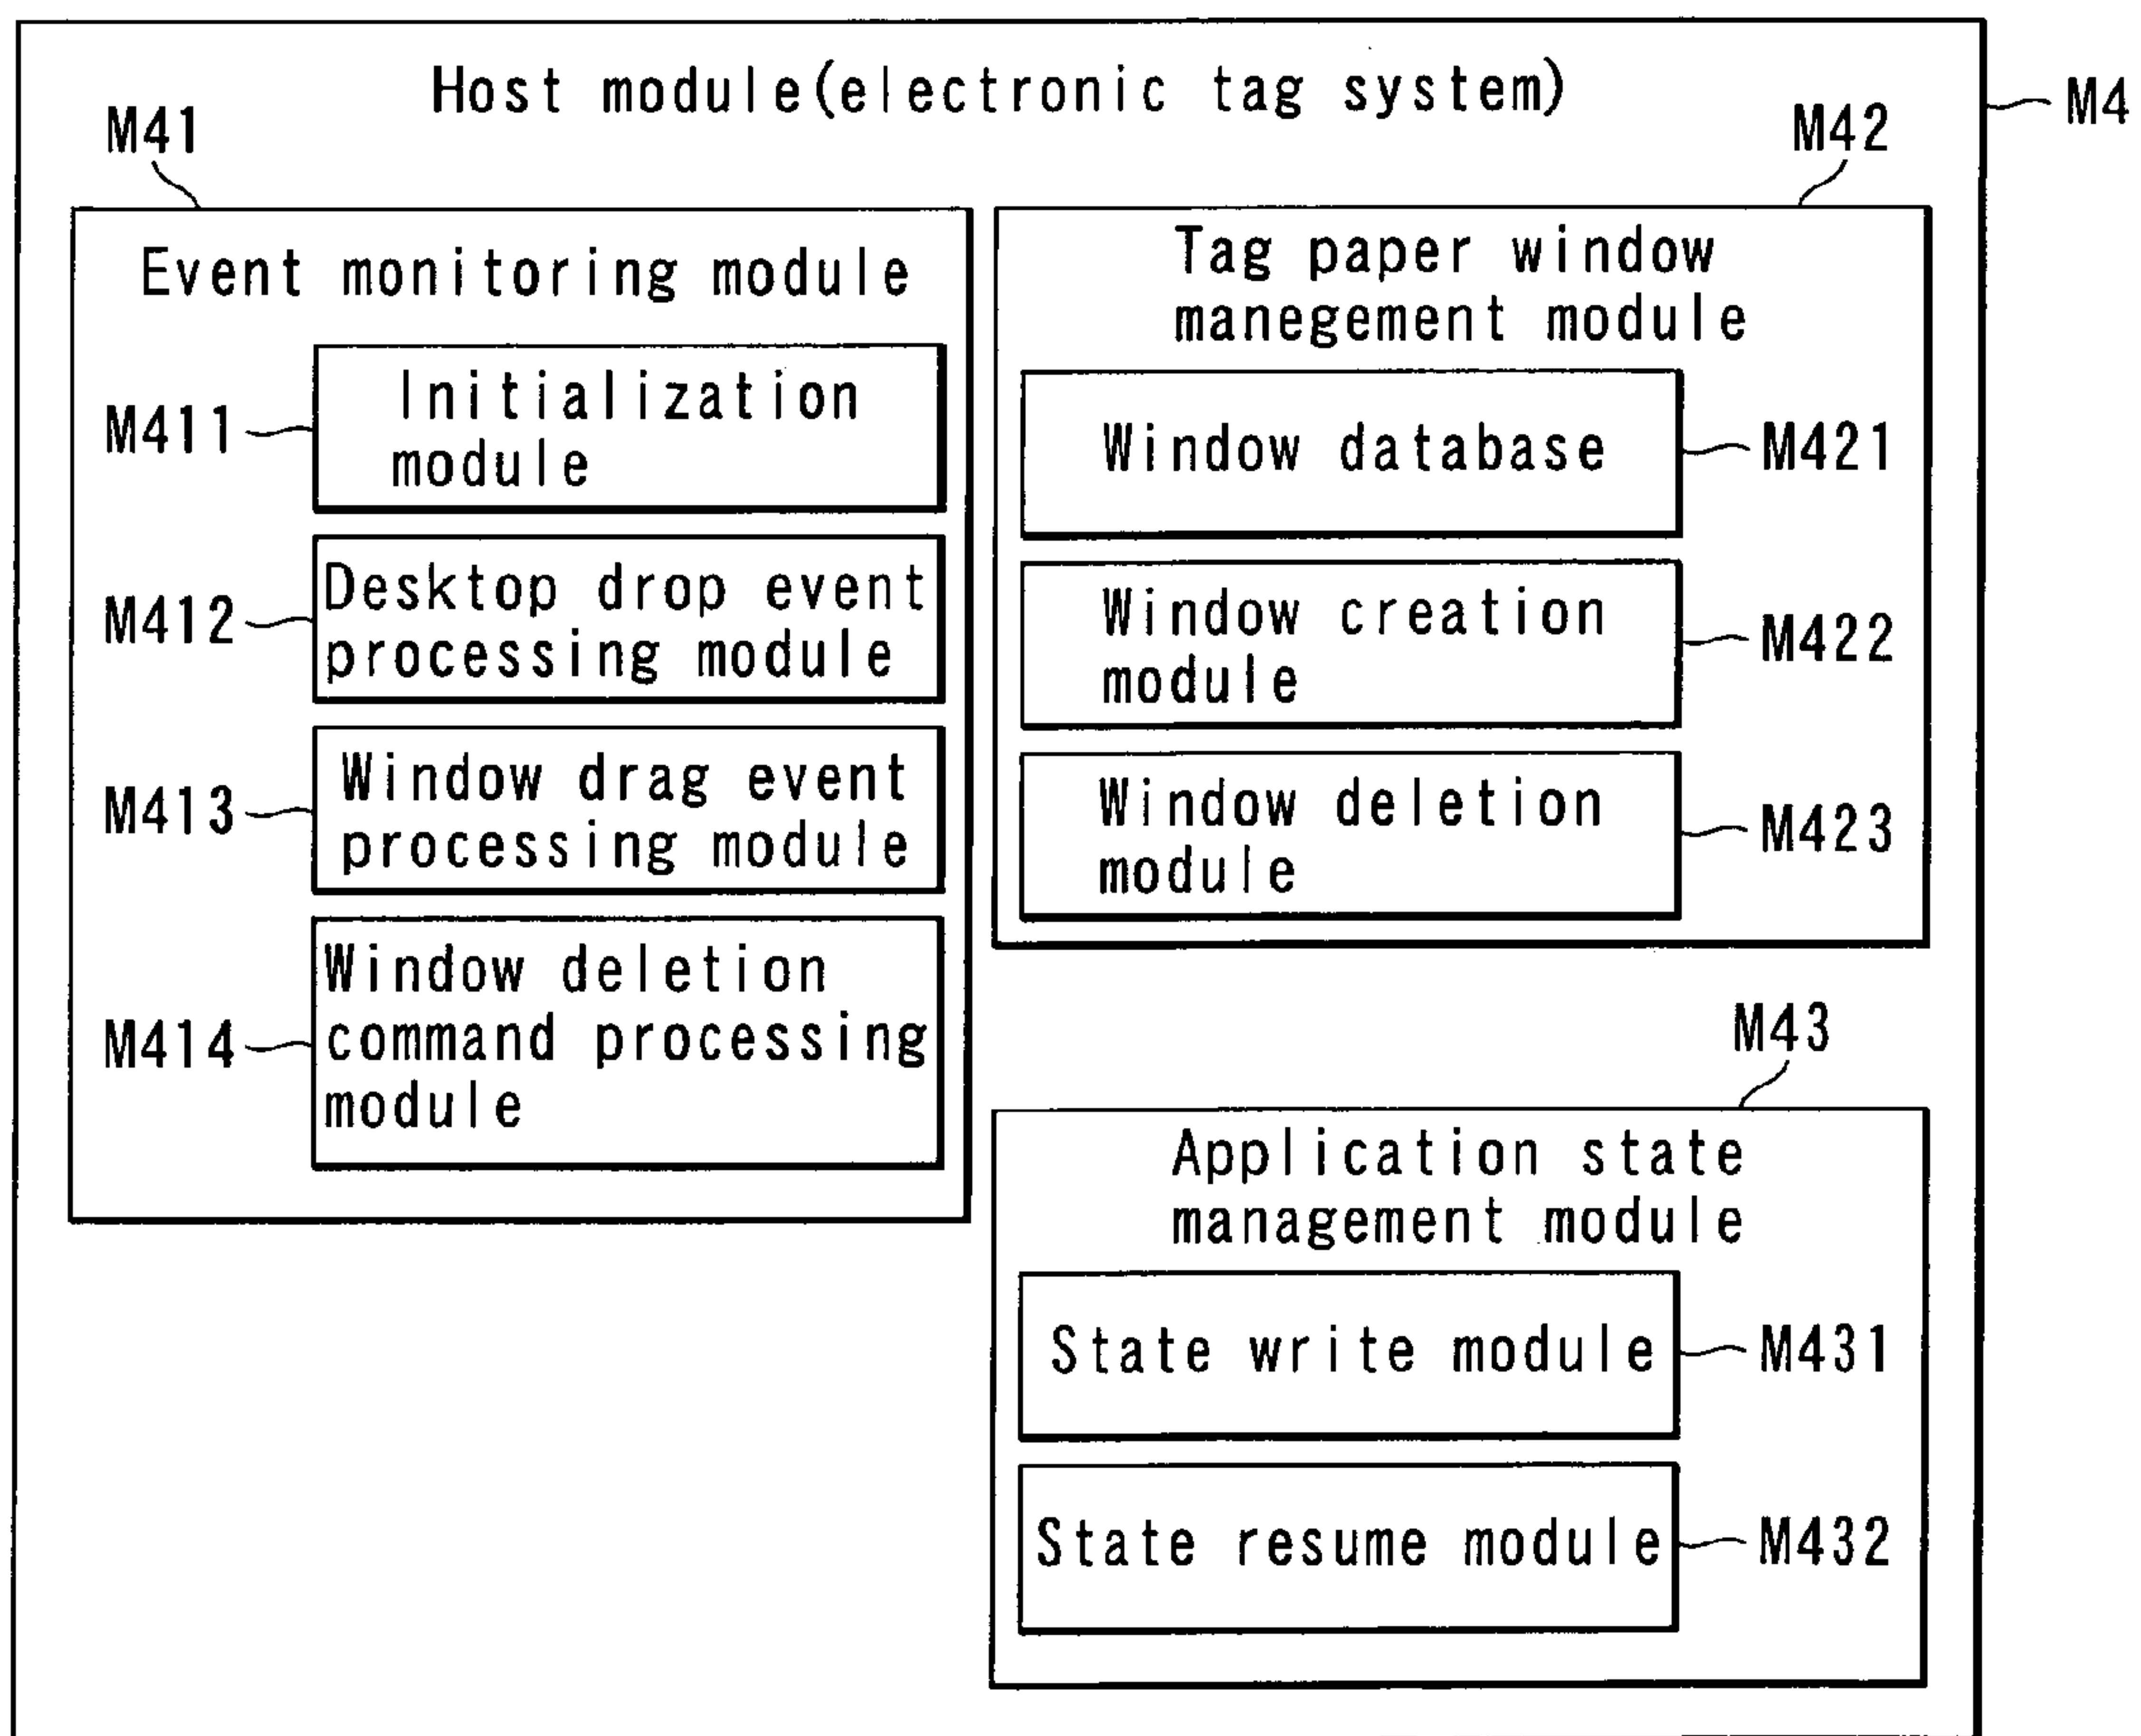 Host module(electronic tag system)
M4
M41
Event monitoring module
M411
Initialization
module
M412
Desktop drop event
processing module
M413
Window drag event
processing module
M414
Window deletion
command processing
module
M42
Tag paper window
manegement module
Window database
M421
Window creation
module
M422
Window deletion
module
M423
M43
Application state
management module
State write module
M431
State resume module
M432